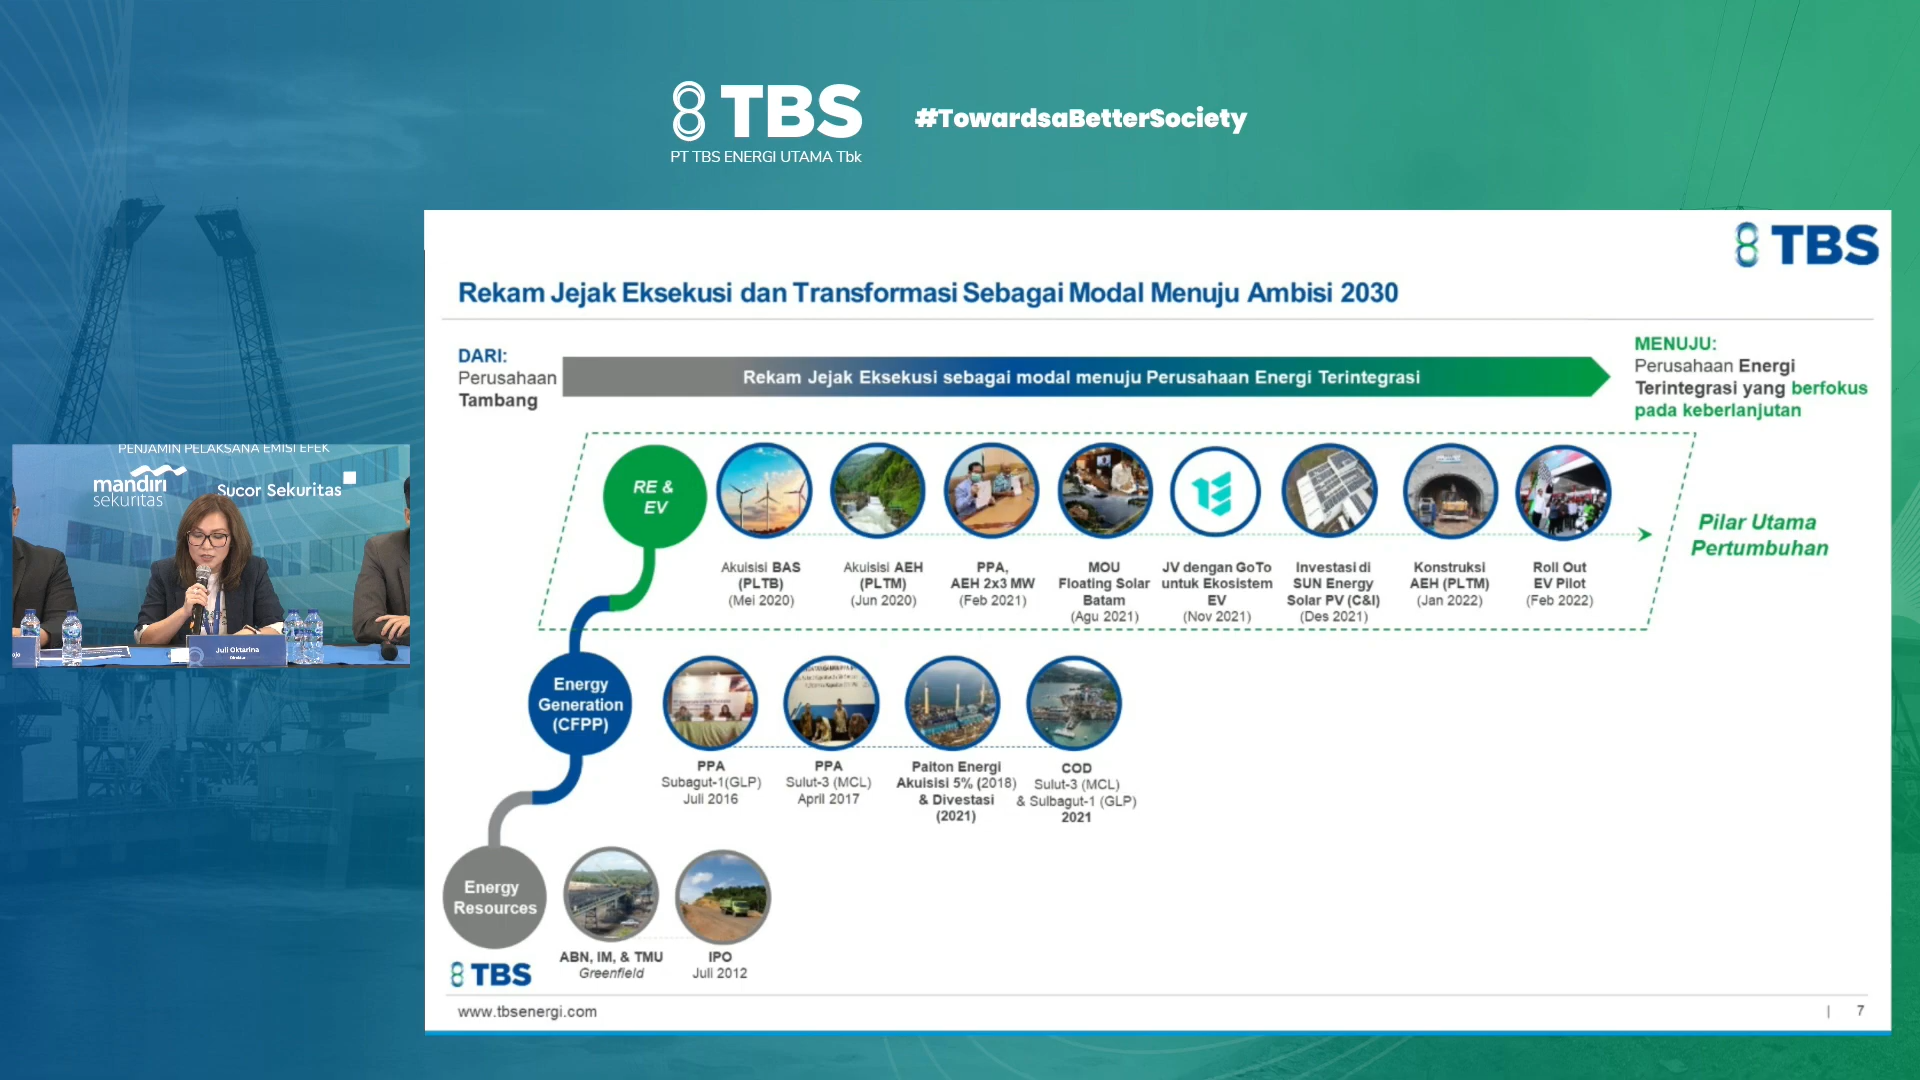 TBS
PT TBS ENERGI UTAMA Tbk
#TowardsaBetterSociety
TBS
Rekam Jejak Eksekusi dan Transformasi Sebagai Modal Menuju Ambisi 2030
DARI:
Perusahaan
Tambang
Rekam Jejak Eksekusi sebagai modal menuju Perusahaan Energi Terintegrasi
MENUJU:
Perusahaan Energi
Terintegrasi yang berfokus
pada keberlanjutan
RE &
EV
Akuisisi BAS
(PLTB)
(Mei 2020)
Akuisisi AEH
(PLTM)
(Jun 2020)
PPA,
AEH 2x3 MW
(Feb 2021)
MOU
Floating Solar
Batam
(Agu 2021)
JV dengan GoTo
untuk Ekosistem
EV
(Nov 2021)
Investasi di
SUN Energy
Solar PV (C&I)
(Des 2021)
Konstruksi
AEH (PLTM)
(Jan 2022)
Roll Out
EV Pilot
(Feb 2022)
Pilar Utama
Pertumbuhan
Energy
Generation
(CFPP)
PPA
Subagut-1(GLP)
Juli 2016
PPA
Sulut-3 (MCL)
April 2017
Paiton Energi
Akuisisi 5% (2018)
& Divestasi
(2021)
COD
Sulut-3 (MCL)
& Sulbagut-1 (GLP)
2021
Energy
Resources
ABN, IM, & TMU
Greenfield
IPO
Juli 2012
TBS
www.tbsenergi.com
| 7
PENJAMIN PELAKSANA EMISI EFEK
mandiri
sekuritas
Sucor Sekuritas
Juli Oktarina
Direktur